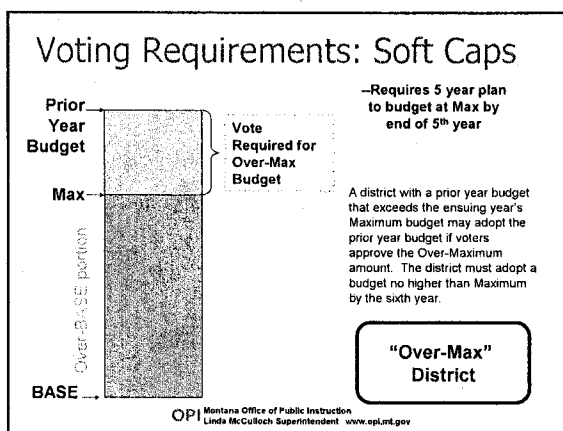 Voting Requirements: Soft Caps
Prior
Year
Budget
Vote
Required for
Over-Max
Budget
Max
Over-BASE portion
BASE
--Requires 5 year plan
to budget at Max by
end of 5th year
A district with a prior year budget
that exceeds the ensuing year's
Maximum budget may adopt the
prior year budget if voters
approve the Over-Maximum
amount. The district must adopt a
budget no higher than Maximum
by the sixth year.
"Over-Max"
District
OPI Montana Office of Public Instruction
Linda McCulloch Superintendent www.opi.mt.gov